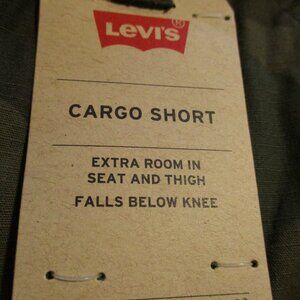 LEVI'S®
CARGO SHORT
EXTRA ROOM IN
SEAT AND THIGH
FALLS BELOW KNEE